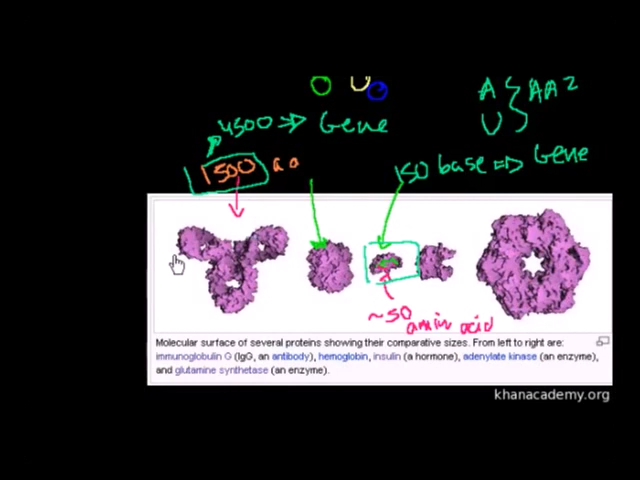 A } AA2
U
4500 ⇒ Gene
1500 aa
150 base ⇒ Gene
~50
amino acid
Molecular surface of several proteins showing their comparative sizes. From left to right are:
immunoglobulin G (IgG, an antibody), hemoglobin, insulin (a hormone), adenylate kinase (an enzyme),
and glutamine synthetase (an enzyme).
khanacademy.org